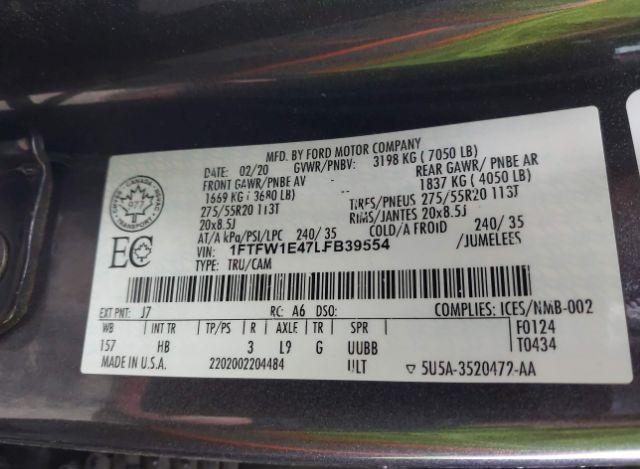 MFD. BY FORD MOTOR COMPANY
DATE: 02/20 GVWR/PNBV: 3198 KG ( 7050 LB)
FRONT GAWR/PNBE AV - REAR GAWR/ PNBE AR
1669 KG ( 3680 LB) 1837 KG ( 4050 LB)
275/55R20 113T TIRES/PNEUS 275/55R20 113T
20x8.5J RIMS/JANTES 20x8.5J
AT/A kPa/PSI/LPC 240/ 35 COLD/A FROID 240/ 35
VIN: 1FTFW1E47LFB39554 /JUMELEES
TYPE: TRU/CAM
CANADA
077
TRANSPORT
EC
EXT PNT: J7 RC: A6 DSO: COMPLIES: ICES/NMB-002
WB INT TR TP/PS R AXLE TR SPR F0124
157 HB 3 L9 G UUBB T0434
MADE IN U.S.A. 2202002204484 ULT ▽ 5U5A-3520472-AA